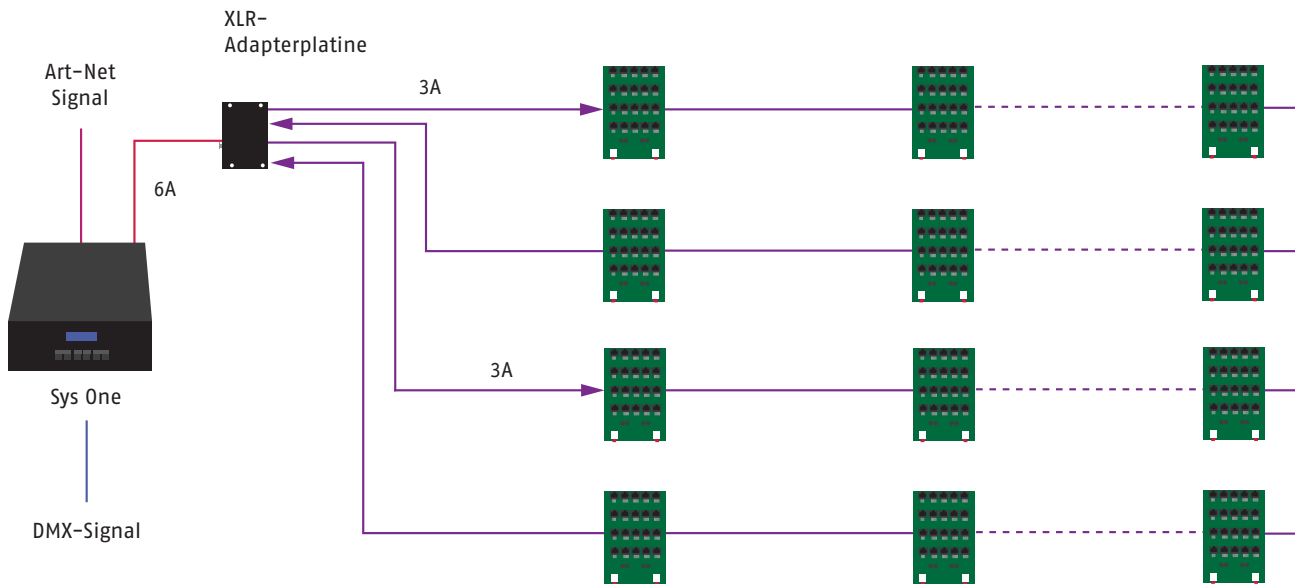 XLR-
Adapterplatine
Art-Net
Signal
3A
6A
3A
Sys One
DMX-Signal